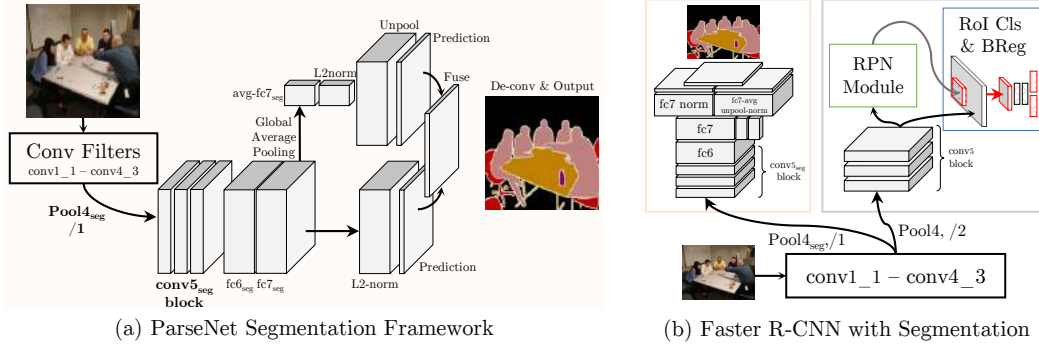 Unpool
Prediction
L2norm
avg-fc7seg
Fuse
De-conv & Output
Global
Average
Pooling
Conv Filters
conv1_1 – conv4_3
Pool4seg
/1
conv5seg
block
fc6seg fc7seg
L2-norm
Prediction
(a) ParseNet Segmentation Framework
fc7 norm
fc7-avg
unpool-norm
fc7
fc6
conv5seg
block
RPN
Module
RoI Cls
& BReg
conv5
block
Pool4seg,/1
Pool4, /2
conv1_1 – conv4_3
(b) Faster R-CNN with Segmentation